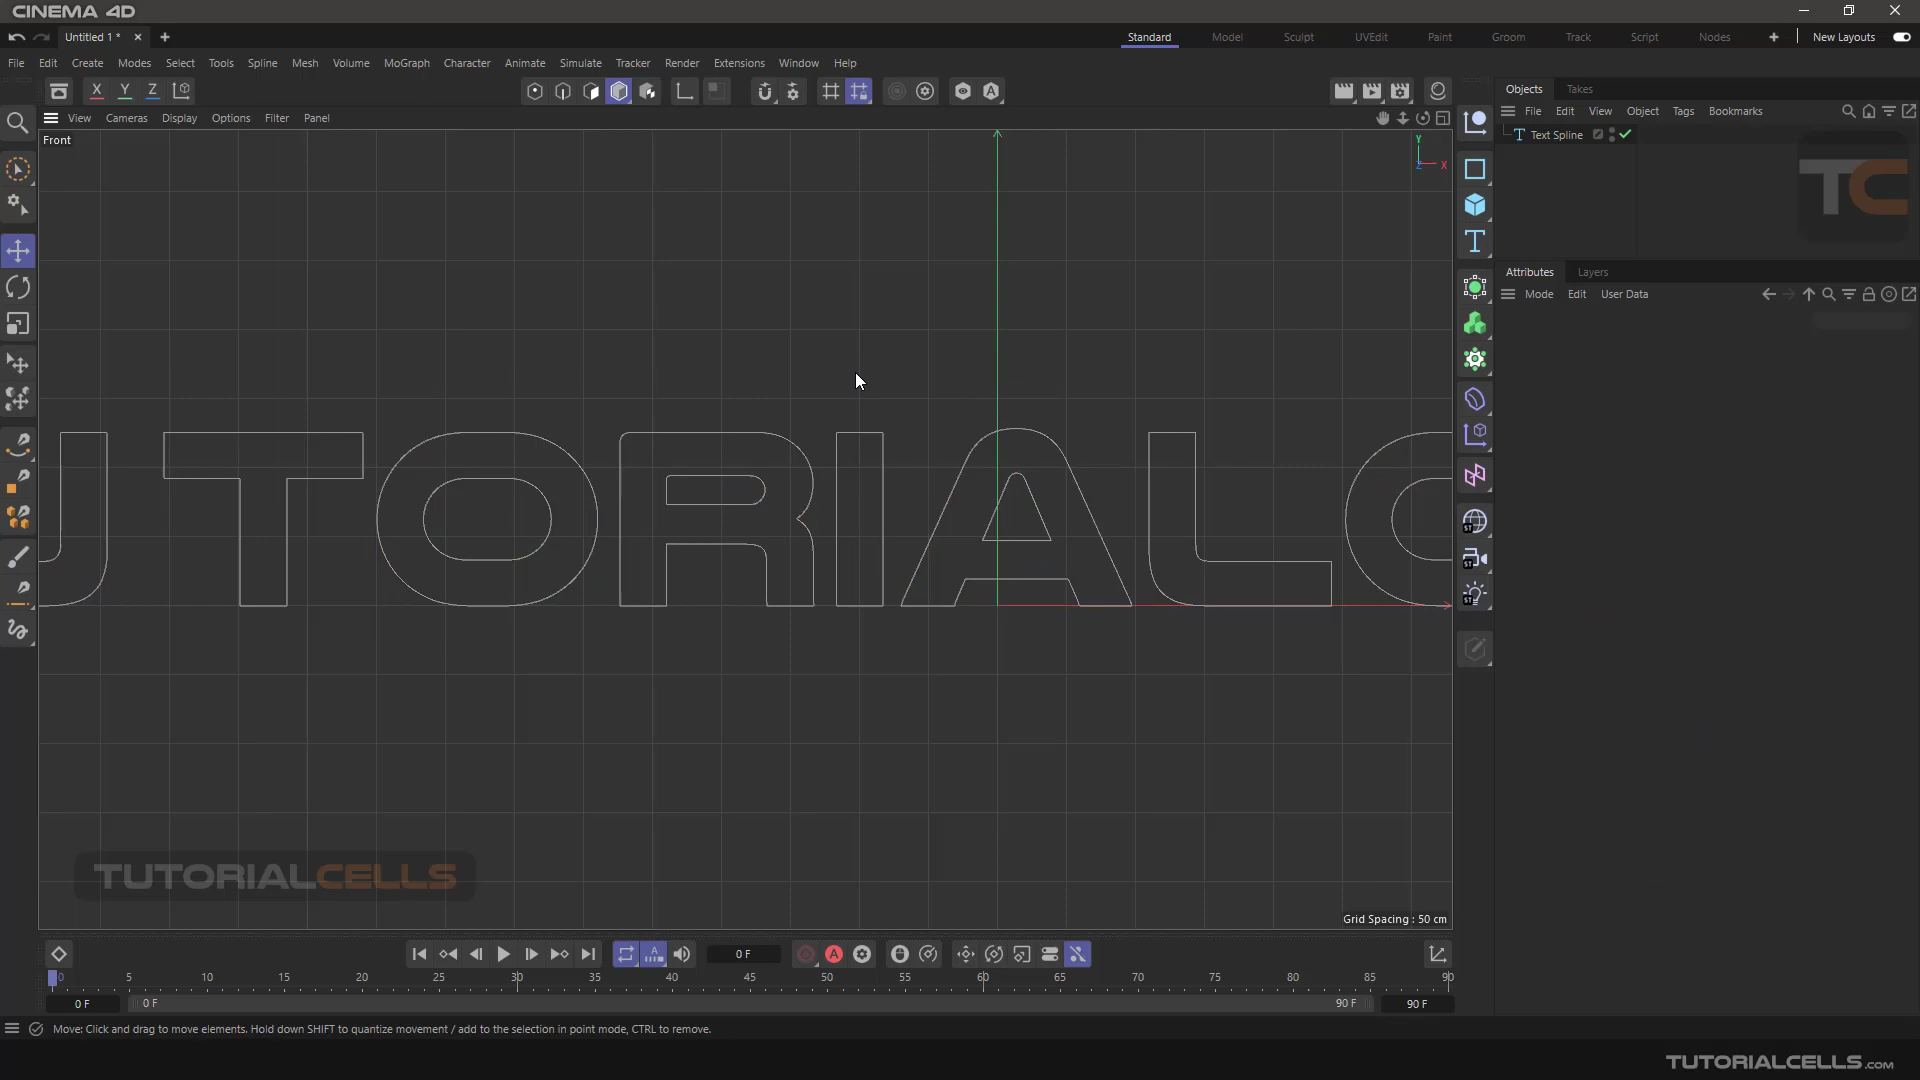 CINEMA 4D
Untitled 1 *
Standard Model Sculpt UVEdit Paint Groom Track Script Nodes New Layouts
File Edit Create Modes Select Tools Spline Mesh Volume MoGraph Character Animate Simulate Tracker Render Extensions Window Help
X Y Z
Objects Takes
View Cameras Display Options Filter Panel
File Edit View Object Tags Bookmarks
Front
Y
X
Z
Text Spline
TC
Attributes Layers
Mode Edit User Data
UTORIALC
TUTORIALCELLS
Grid Spacing : 50 cm
0 F
0 5 10 15 20 25 30 35 40 45 50 55 60 65 70 75 80 85 90
0 F 0 F 90 F 90 F
Move: Click and drag to move elements. Hold down SHIFT to quantize movement / add to the selection in point mode, CTRL to remove.
TUTORIALCELLS.COM